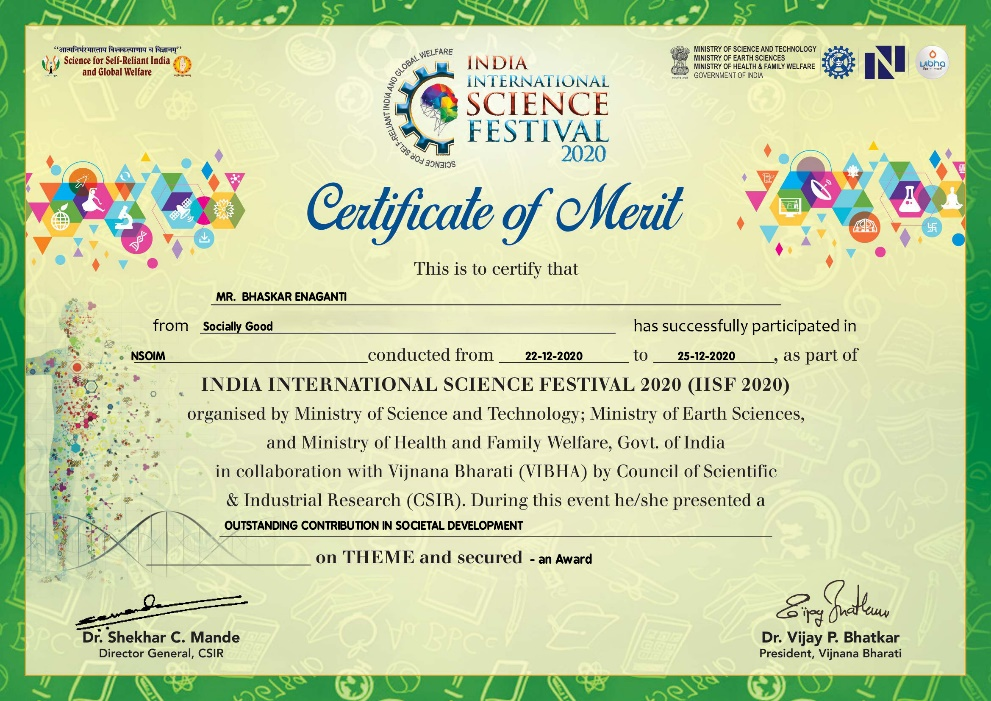 "आत्मनिर्भरभारताय विश्वकल्याणाय च विज्ञानम्"
Science for Self-Reliant India
and Global Welfare
SCIENCE FOR SELF-RELIANT INDIA AND GLOBAL WELFARE
INDIA
INTERNATIONAL
SCIENCE
FESTIVAL
2020
MINISTRY OF SCIENCE AND TECHNOLOGY
MINISTRY OF EARTH SCIENCES
MINISTRY OF HEALTH & FAMILY WELFARE
GOVERNMENT OF INDIA
vibha
Certificate of Merit
This is to certify that
MR. BHASKAR ENAGANTI
from Socially Good has successfully participated in
NSOIM conducted from 22-12-2020 to 25-12-2020, as part of
INDIA INTERNATIONAL SCIENCE FESTIVAL 2020 (IISF 2020)
organised by Ministry of Science and Technology; Ministry of Earth Sciences,
and Ministry of Health and Family Welfare, Govt. of India
in collaboration with Vijnana Bharati (VIBHA) by Council of Scientific
& Industrial Research (CSIR). During this event he/she presented a
OUTSTANDING CONTRIBUTION IN SOCIETAL DEVELOPMENT
on THEME and secured - an Award
Dr. Shekhar C. Mande
Director General, CSIR
Dr. Vijay P. Bhatkar
President, Vijnana Bharati